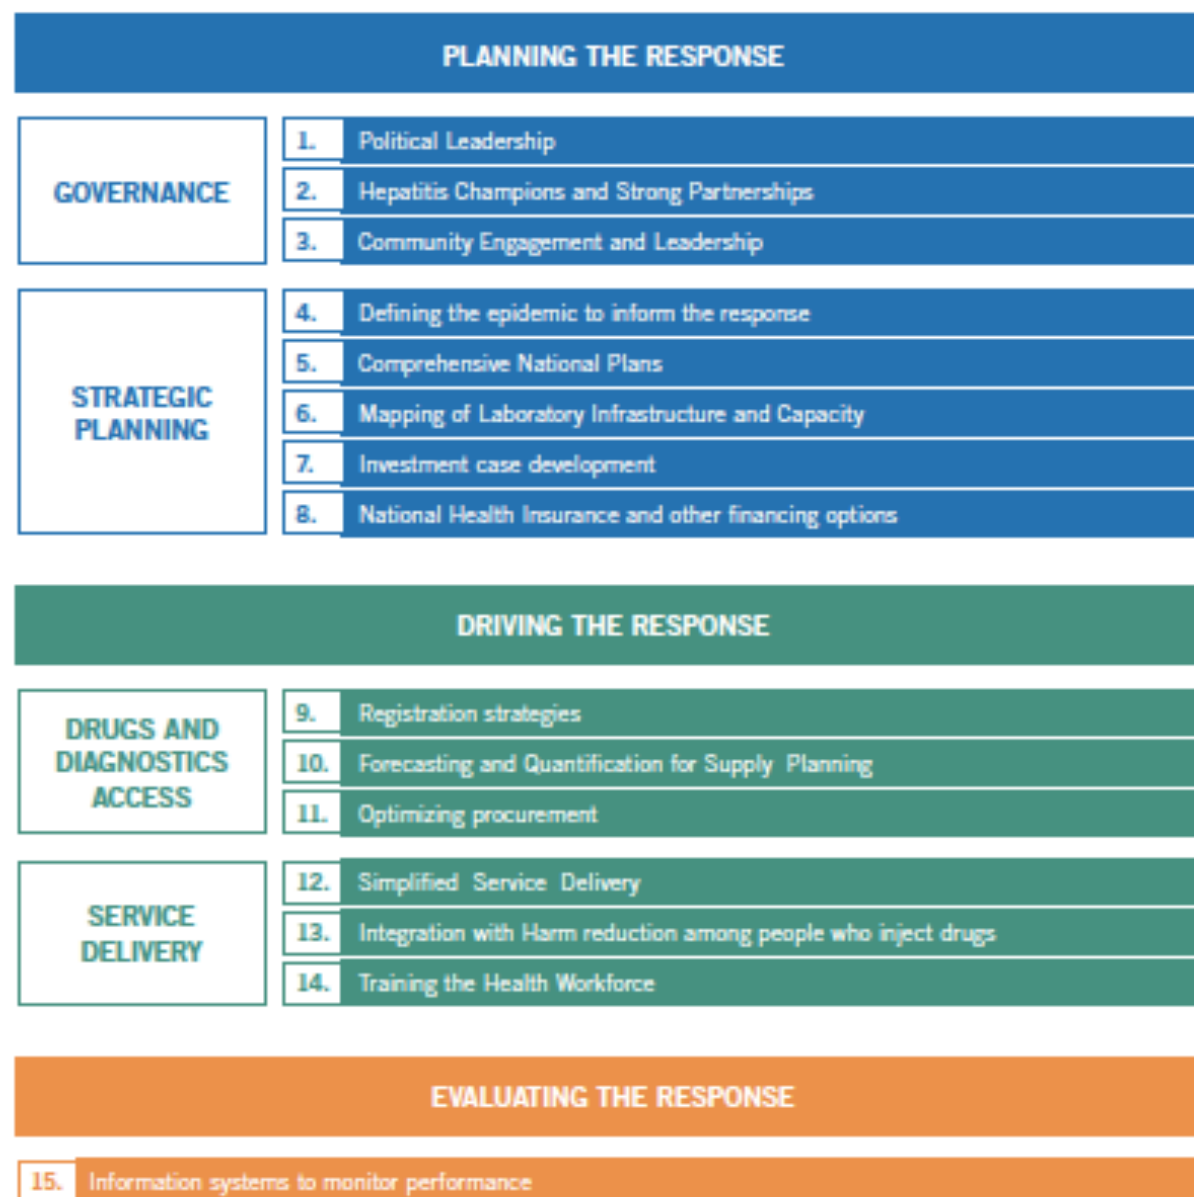 PLANNING THE RESPONSE
GOVERNANCE
1. Political Leadership
2. Hepatitis Champions and Strong Partnerships
3. Community Engagement and Leadership
STRATEGIC
PLANNING
4. Defining the epidemic to inform the response
5. Comprehensive National Plans
6. Mapping of Laboratory Infrastructure and Capacity
7. Investment case development
8. National Health Insurance and other financing options
DRIVING THE RESPONSE
DRUGS AND
DIAGNOSTICS
ACCESS
9. Registration strategies
10. Forecasting and Quantification for Supply Planning
11. Optimizing procurement
SERVICE
DELIVERY
12. Simplified Service Delivery
13. Integration with Harm reduction among people who inject drugs
14. Training the Health Workforce
EVALUATING THE RESPONSE
15. Information systems to monitor performance